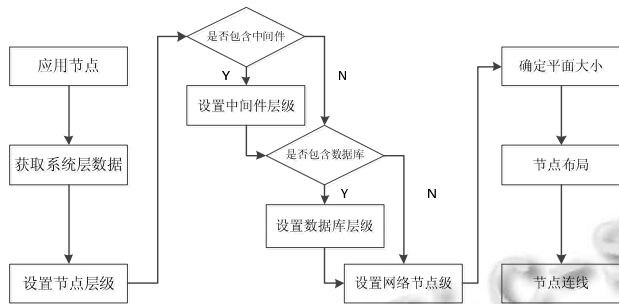 应用节点
获取系统层数据
设置节点层级
是否包含中间件
Y
N
设置中间件层级
是否包含数据库
Y
N
设置数据库层级
设置网络节点级
确定平面大小
节点布局
节点连线